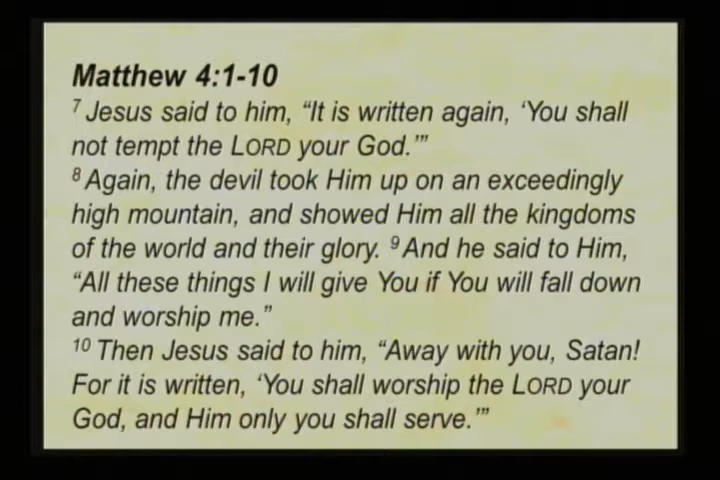 Matthew 4:1-10
7 Jesus said to him, “It is written again, ‘You shall
not tempt the LORD your God.’”
8 Again, the devil took Him up on an exceedingly
high mountain, and showed Him all the kingdoms
of the world and their glory. 9 And he said to Him,
“All these things I will give You if You will fall down
and worship me.”
10 Then Jesus said to him, “Away with you, Satan!
For it is written, ‘You shall worship the LORD your
God, and Him only you shall serve.’”